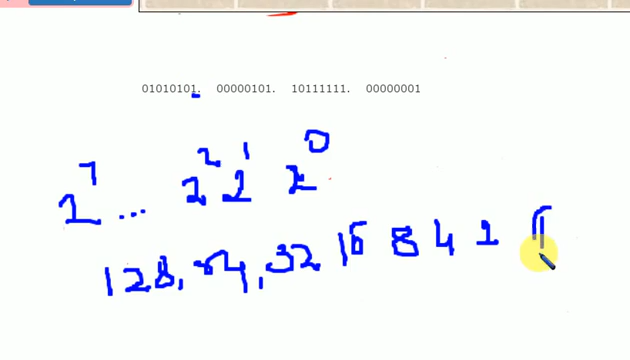 01010101. 00000101. 10111111. 00000001
2^7 ... 2^2 2^1 2^0
128, 64, 32 16 8 4 2 1